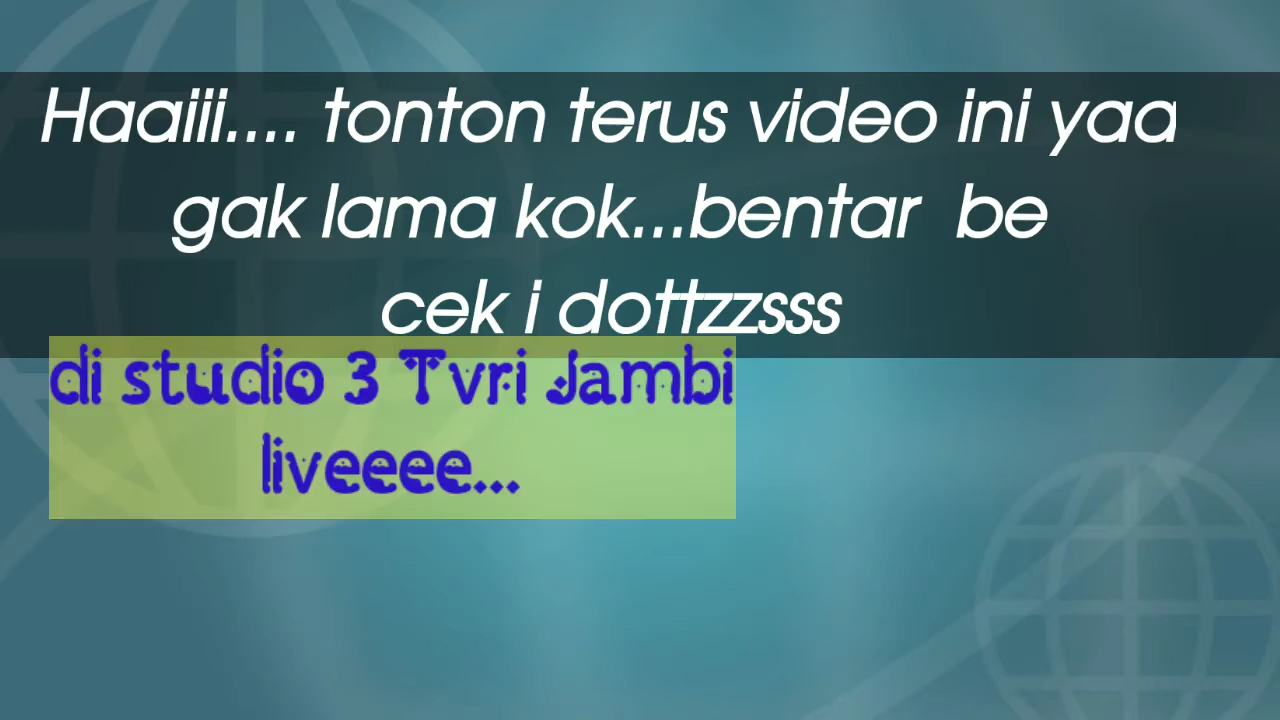 Haaiii.... tonton terus video ini yaa
gak lama kok...bentar be
cek i dottzzsss
di studio 3 Tvri Jambi
liveeee...